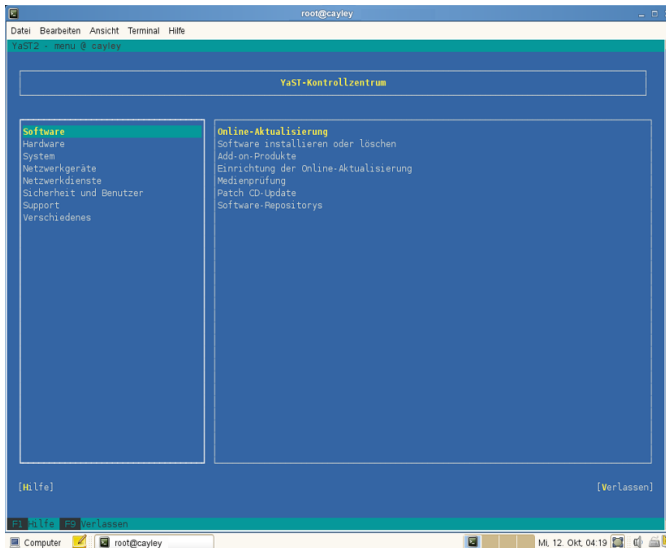 root@cayley
Datei Bearbeiten Ansicht Terminal Hilfe
YaST2 - menu @ cayley
YaST-Kontrollzentrum
Software
Hardware
System
Netzwerkgeräte
Netzwerkdienste
Sicherheit und Benutzer
Support
Verschiedenes
Online-Aktualisierung
Software installieren oder löschen
Add-on-Produkte
Einrichtung der Online-Aktualisierung
Medienprüfung
Patch CD-Update
Software-Repositorys
[Hilfe] [Verlassen]
F1 Hilfe F9 Verlassen
Computer root@cayley Mi, 12. Okt, 04:19